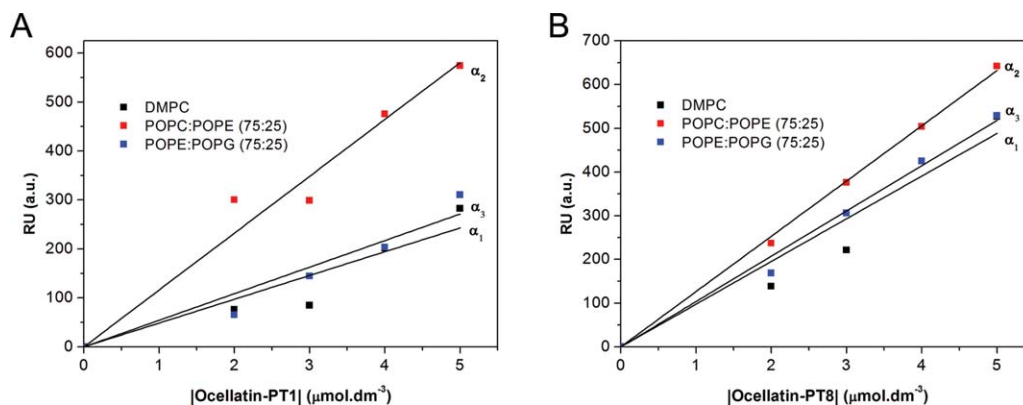 A
600
500
400
300
200
100
0
RU (a.u.)
DMPC
POPC:POPE (75:25)
POPE:POPG (75:25)
α₂
α₃
α₁
0 1 2 3 4 5
|Ocellatin-PT1| (μmol.dm⁻³)
B
700
600
500
400
300
200
100
0
RU (a.u.)
DMPC
POPC:POPE (75:25)
POPE:POPG (75:25)
α₂
α₃
α₁
0 1 2 3 4 5
|Ocellatin-PT8| (μmol.dm⁻³)